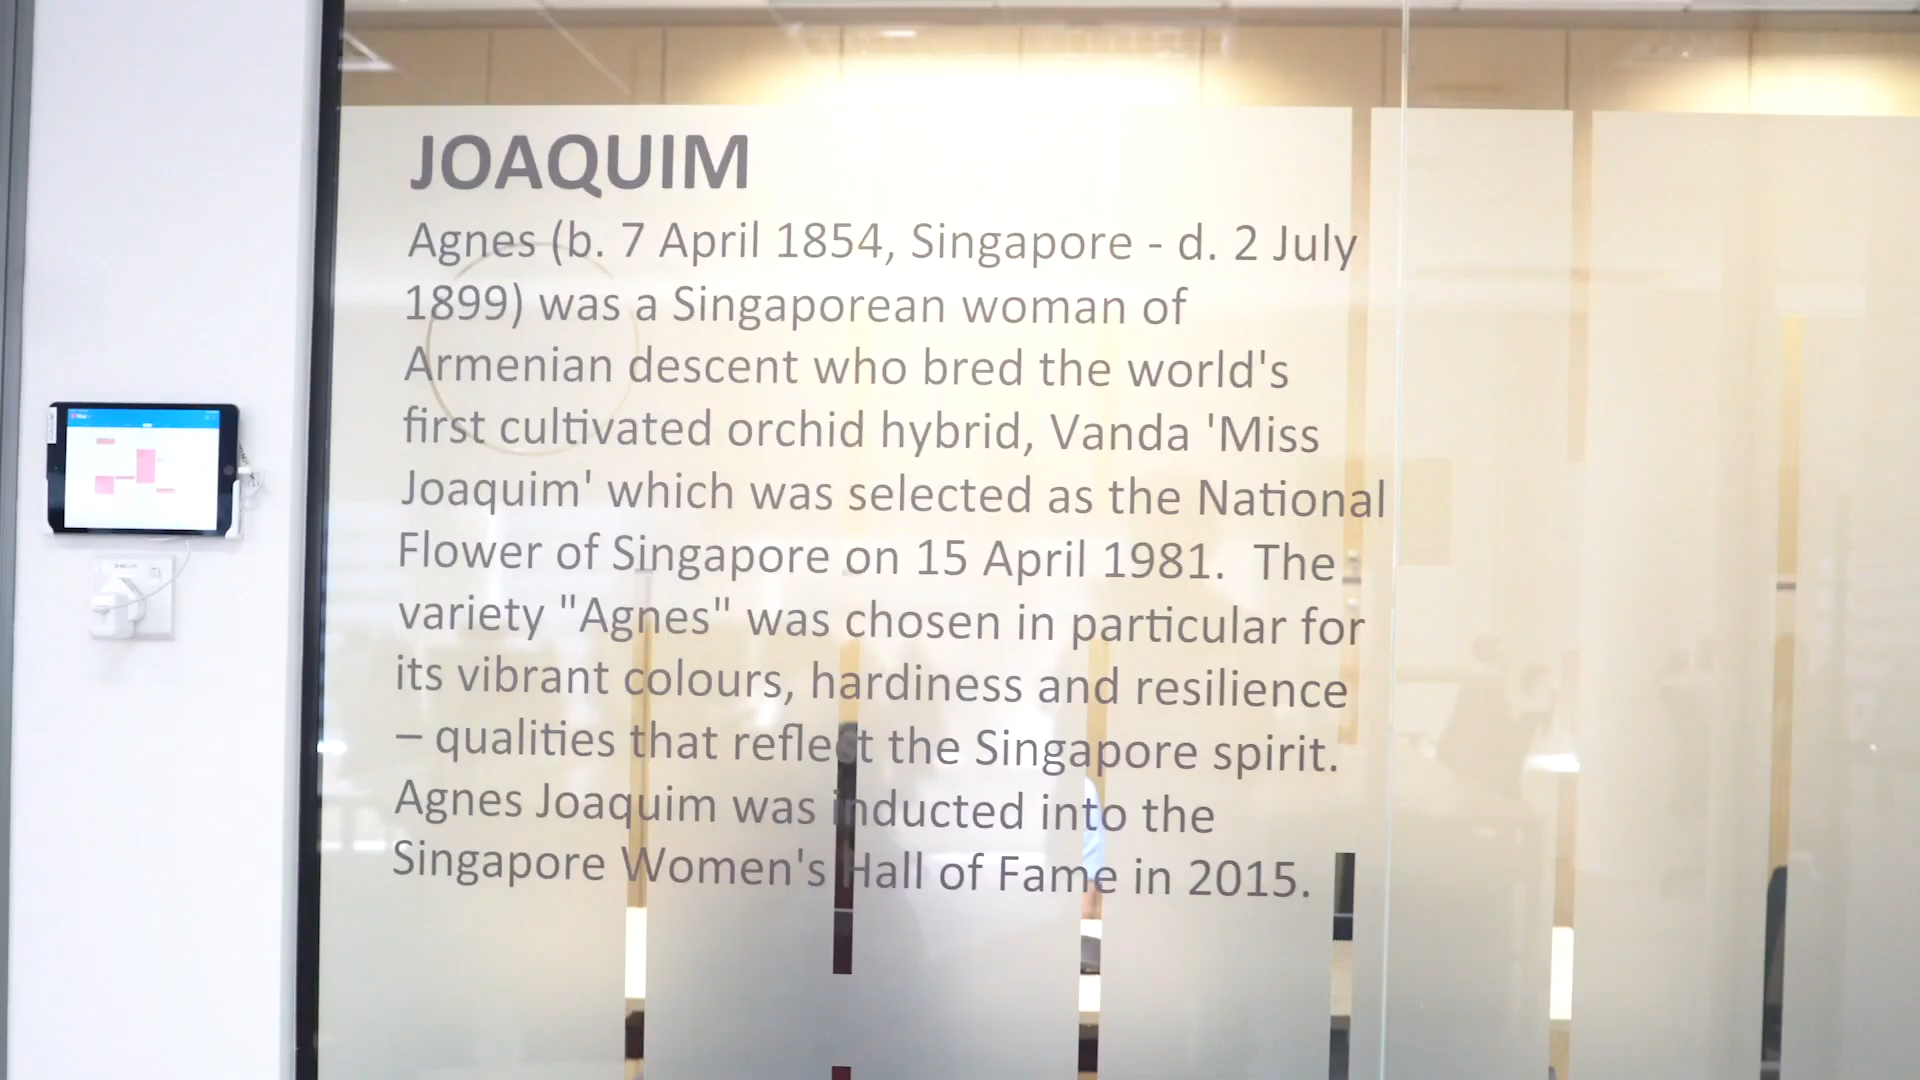 JOAQUIM
Agnes (b. 7 April 1854, Singapore - d. 2 July
1899) was a Singaporean woman of
Armenian descent who bred the world's
first cultivated orchid hybrid, Vanda 'Miss
Joaquim' which was selected as the National
Flower of Singapore on 15 April 1981.  The
variety "Agnes" was chosen in particular for
its vibrant colours, hardiness and resilience
– qualities that reflect the Singapore spirit.
Agnes Joaquim was inducted into the
Singapore Women's Hall of Fame in 2015.